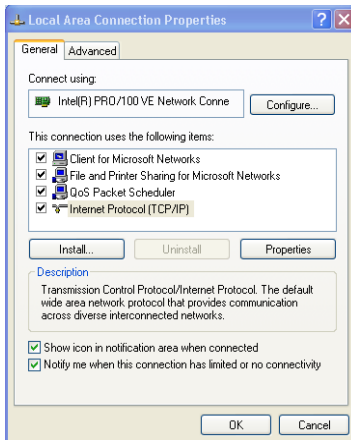 Local Area Connection Properties
General Advanced
Connect using:
Intel(R) PRO/100 VE Network Conne
Configure...
This connection uses the following items:
Client for Microsoft Networks
File and Printer Sharing for Microsoft Networks
QoS Packet Scheduler
Internet Protocol (TCP/IP)
Install... Uninstall Properties
Description
Transmission Control Protocol/Internet Protocol. The default
wide area network protocol that provides communication
across diverse interconnected networks.
Show icon in notification area when connected
Notify me when this connection has limited or no connectivity
OK Cancel